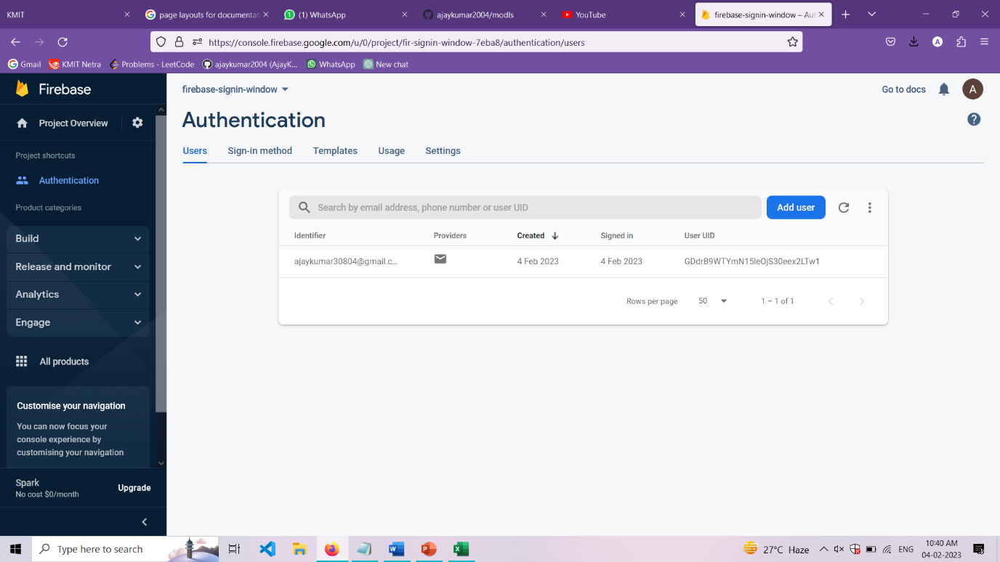 KMIT
page layouts for documentat
(1) WhatsApp
ajaykumar2004/modls
YouTube
firebase-signin-window – Aut
https://console.firebase.google.com/u/0/project/fir-signin-window-7eba8/authentication/users
Gmail
KMIT Netra
Problems - LeetCode
ajaykumar2004 (AjayK...
WhatsApp
New chat
Firebase
firebase-signin-window
Go to docs
A
Project Overview
Authentication
Project shortcuts
Authentication
Product categories
Build
Release and monitor
Analytics
Engage
All products
Customise your navigation
You can now focus your
console experience by
customising your navigation
Spark
No cost $0/month
Upgrade
Users Sign-in method Templates Usage Settings
Search by email address, phone number or user UID
Add user
Identifier Providers Created Signed in User UID
ajaykumar30804@gmail.c... 4 Feb 2023 4 Feb 2023 GDdrB9WTYmN15leOjS30eex2LTw1
Rows per page 50 1 – 1 of 1
Type here to search
27°C Haze
ENG
10:40 AM
04-02-2023